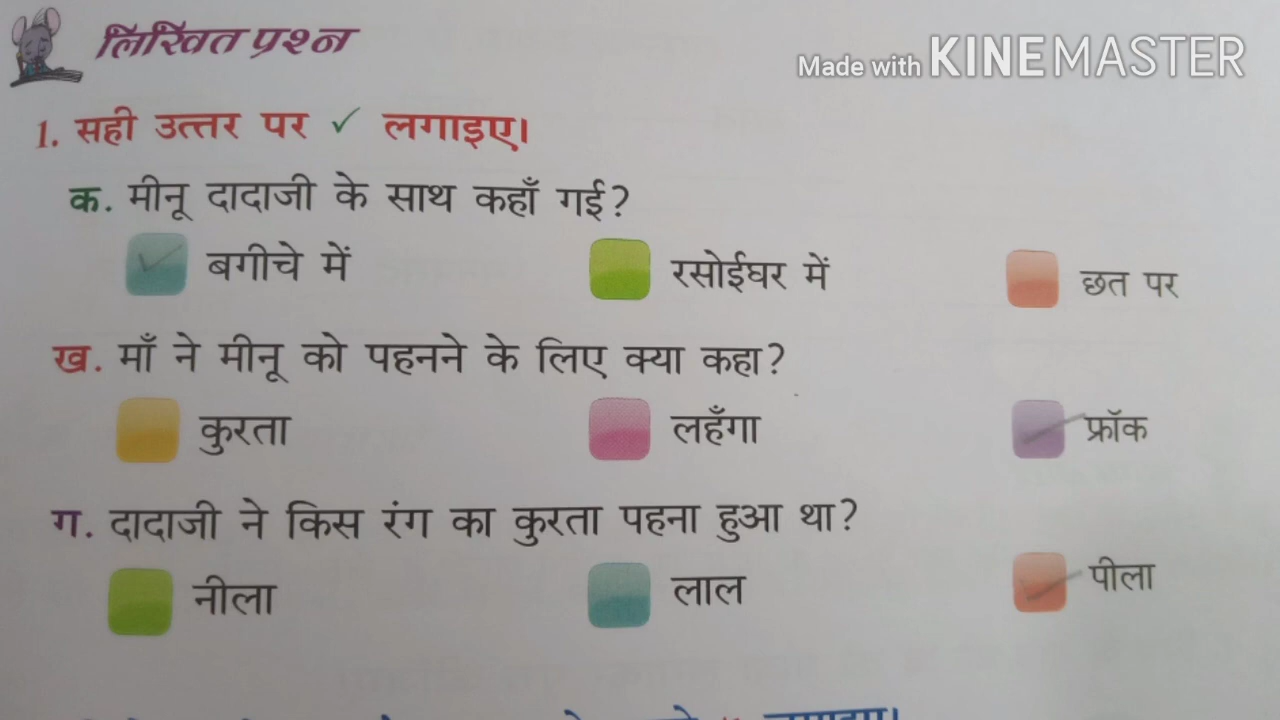 लिखित प्रश्न
Made with KINEMASTER
1. सही उत्तर पर ✓ लगाइए।
क. मीनू दादाजी के साथ कहाँ गई?
✓ बगीचे में रसोईघर में छत पर
ख. माँ ने मीनू को पहनने के लिए क्या कहा?
कुरता लहँगा ✓ फ्रॉक
ग. दादाजी ने किस रंग का कुरता पहना हुआ था?
नीला लाल ✓ पीला